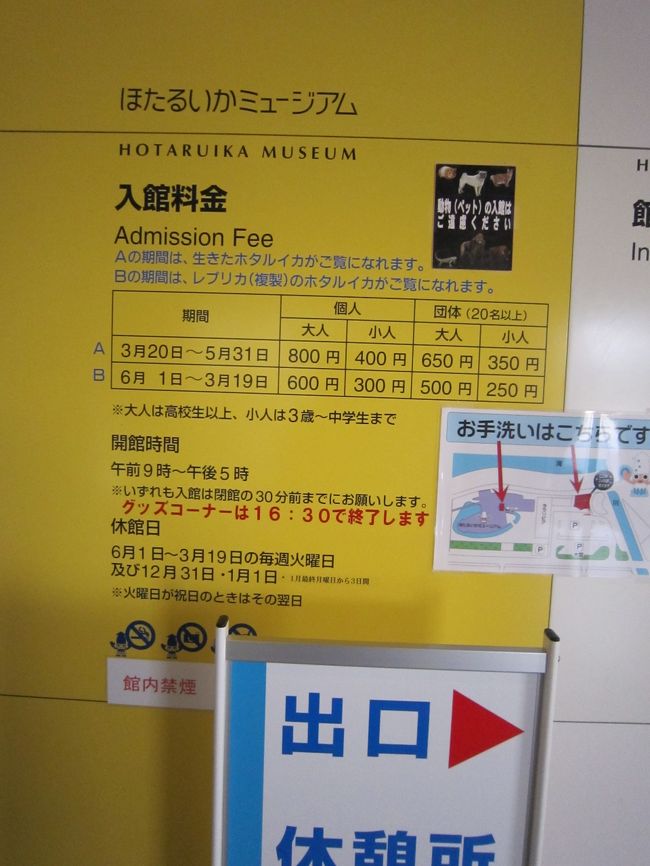 ほたるいかミュージアム
HOTARUIKA MUSEUM
入館料金
Admission Fee
動物(ペット)の入館は
ご遠慮ください
Aの期間は、生きたホタルイカがご覧になれます。
Bの期間は、レプリカ(複製)のホタルイカがご覧になれます。
期間 個人 団体(20名以上)
大人 小人 大人 小人
A 3月20日〜5月31日 800円 400円 650円 350円
B 6月 1日〜3月19日 600円 300円 500円 250円
※大人は高校生以上、小人は3歳〜中学生まで
開館時間
午前9時〜午後5時
※いずれも入館は閉館の30分前までにお願いします。
グッズコーナーは16:30で終了します
休館日
6月1日〜3月19日の毎週火曜日
及び12月31日・1月1日・1月最終月曜日から3日間
※火曜日が祝日のときはその翌日
館内禁煙
お手洗いはこちらです
P
P
P
出口
休憩所
H
館
In